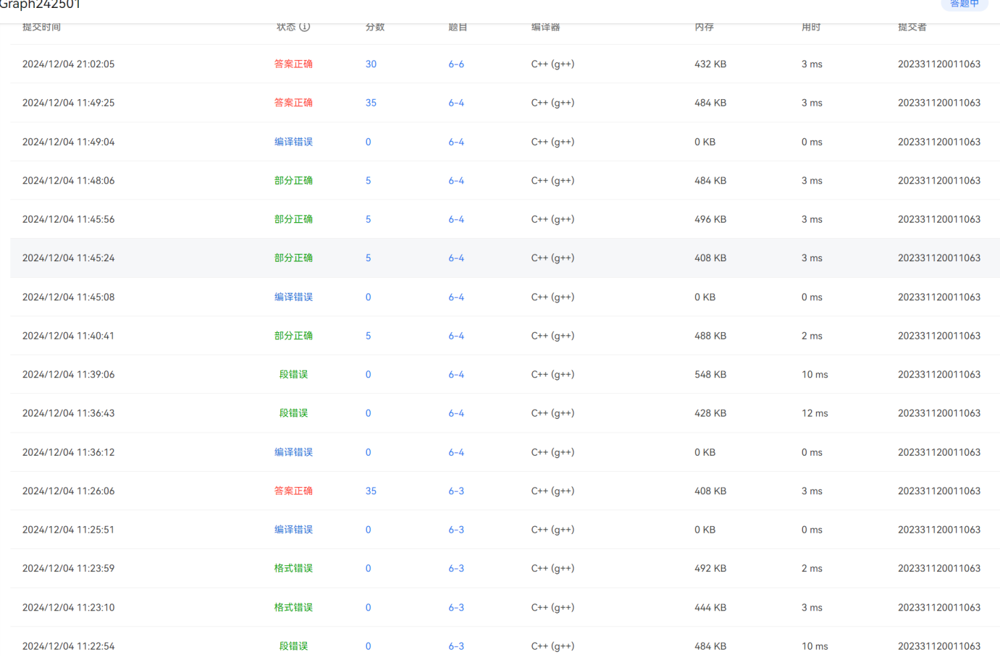 Graph242501
答题中
提交时间 状态 分数 题目 编译器 内存 用时 提交者
2024/12/04 21:02:05 答案正确 30 6-6 C++ (g++) 432 KB 3 ms 202331120011063
2024/12/04 11:49:25 答案正确 35 6-4 C++ (g++) 484 KB 3 ms 202331120011063
2024/12/04 11:49:04 编译错误 0 6-4 C++ (g++) 0 KB 0 ms 202331120011063
2024/12/04 11:48:06 部分正确 5 6-4 C++ (g++) 484 KB 3 ms 202331120011063
2024/12/04 11:45:56 部分正确 5 6-4 C++ (g++) 496 KB 3 ms 202331120011063
2024/12/04 11:45:24 部分正确 5 6-4 C++ (g++) 408 KB 3 ms 202331120011063
2024/12/04 11:45:08 编译错误 0 6-4 C++ (g++) 0 KB 0 ms 202331120011063
2024/12/04 11:40:41 部分正确 5 6-4 C++ (g++) 488 KB 2 ms 202331120011063
2024/12/04 11:39:06 段错误 0 6-4 C++ (g++) 548 KB 10 ms 202331120011063
2024/12/04 11:36:43 段错误 0 6-4 C++ (g++) 428 KB 12 ms 202331120011063
2024/12/04 11:36:12 编译错误 0 6-4 C++ (g++) 0 KB 0 ms 202331120011063
2024/12/04 11:26:06 答案正确 35 6-3 C++ (g++) 408 KB 3 ms 202331120011063
2024/12/04 11:25:51 编译错误 0 6-3 C++ (g++) 0 KB 0 ms 202331120011063
2024/12/04 11:23:59 格式错误 0 6-3 C++ (g++) 492 KB 2 ms 202331120011063
2024/12/04 11:23:10 格式错误 0 6-3 C++ (g++) 444 KB 3 ms 202331120011063
2024/12/04 11:22:54 段错误 0 6-3 C++ (g++) 484 KB 10 ms 202331120011063